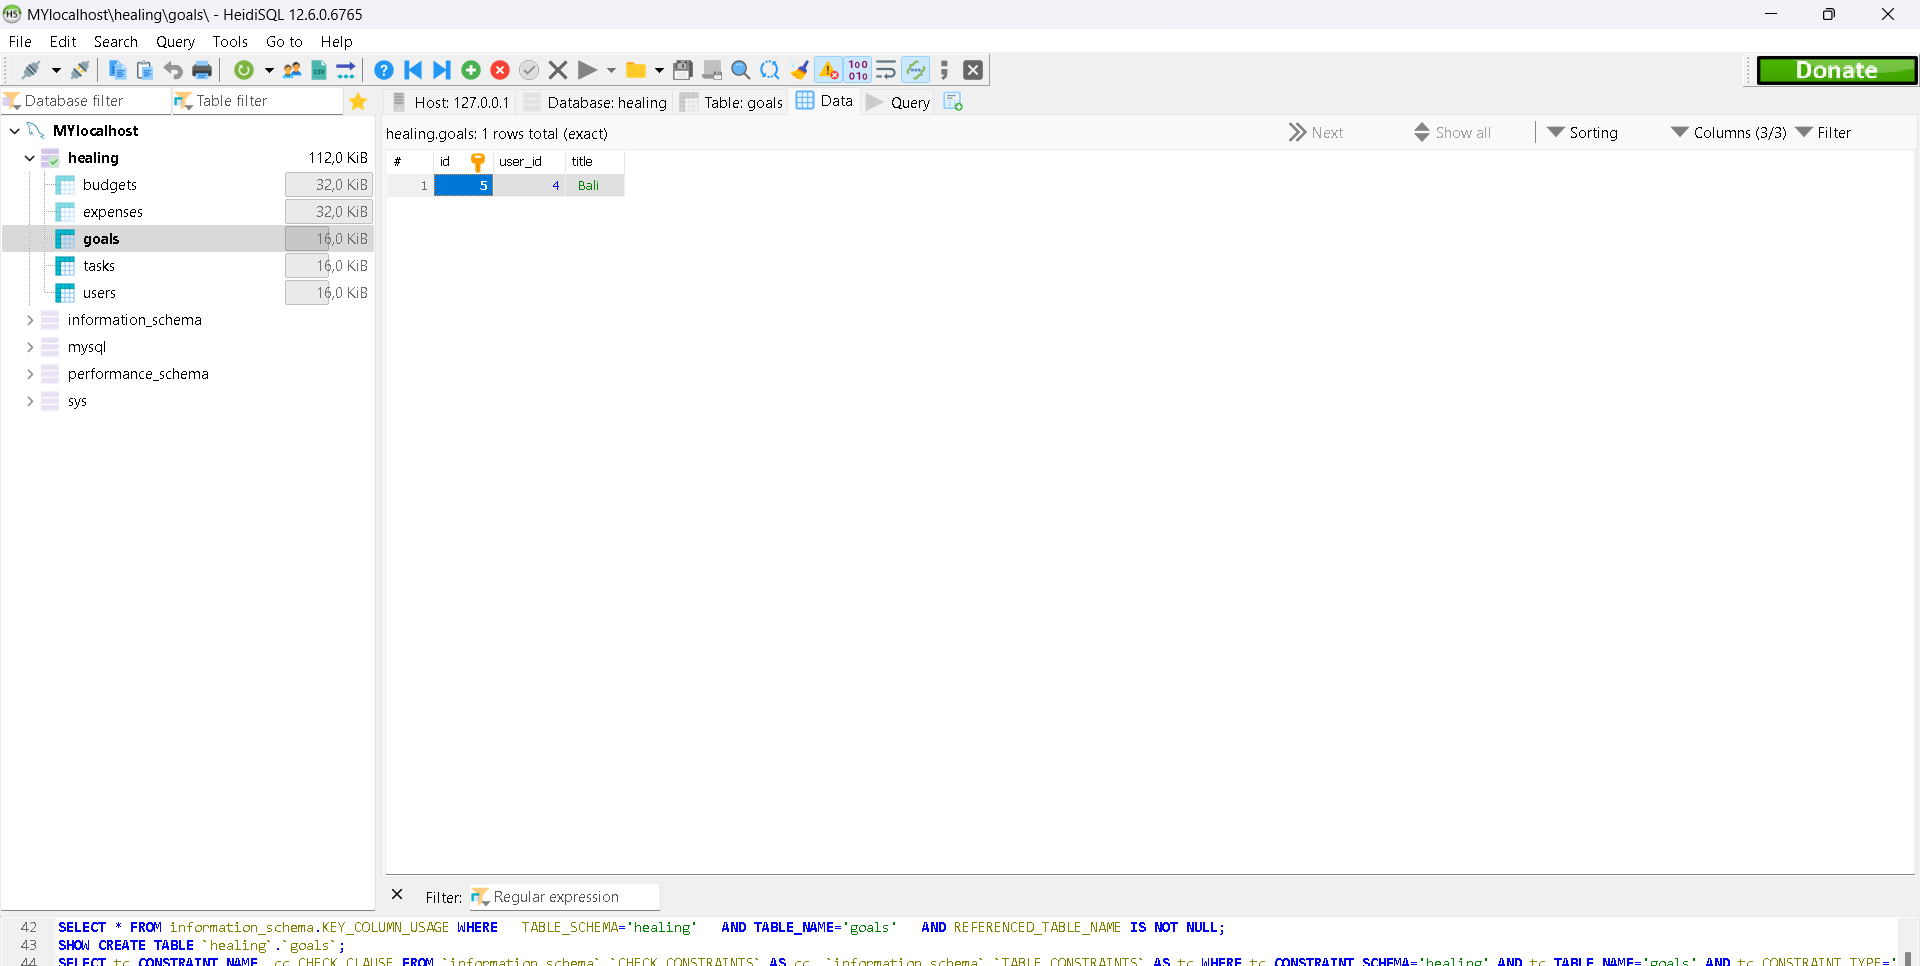 MYlocalhost\healing\goals\ - HeidiSQL 12.6.0.6765
File Edit Search Query Tools Go to Help
Donate
Database filter Table filter
Host: 127.0.0.1 Database: healing Table: goals Data Query
MYlocalhost
healing 112,0 KiB
budgets 32,0 KiB
expenses 32,0 KiB
goals 16,0 KiB
tasks 16,0 KiB
users 16,0 KiB
information_schema
mysql
performance_schema
sys
healing.goals: 1 rows total (exact) Next Show all Sorting Columns (3/3) Filter
# id user_id title
1 5 4 Bali
Filter: Regular expression
42 SELECT * FROM information_schema.KEY_COLUMN_USAGE WHERE TABLE_SCHEMA='healing' AND TABLE_NAME='goals' AND REFERENCED_TABLE_NAME IS NOT NULL;
43 SHOW CREATE TABLE `healing`.`goals`;
44 SELECT tc.CONSTRAINT_NAME, cc.CHECK_CLAUSE FROM `information_schema`.`CHECK_CONSTRAINTS` AS cc, `information_schema`.`TABLE_CONSTRAINTS` AS tc WHERE tc.CONSTRAINT_SCHEMA='healing' AND tc.TABLE_NAME='goals' AND tc.CONSTRAINT_TYPE='